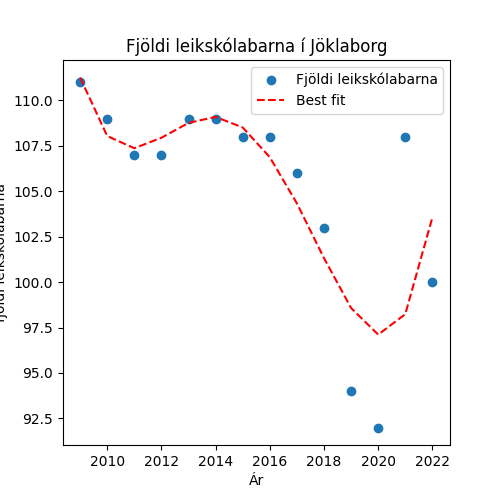 Fjöldi leikskólabarna í Jöklaborg
Fjöldi leikskólabarna
Best fit
110.0
107.5
105.0
102.5
100.0
97.5
95.0
92.5
leikskólabarna
2010 2012 2014 2016 2018 2020 2022
Ár